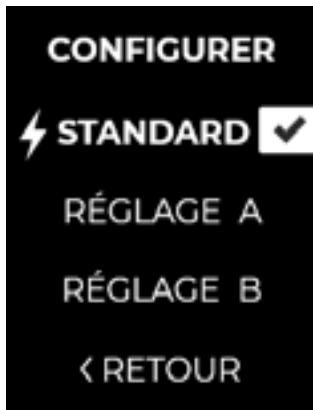 CONFIGURER
STANDARD
RÉGLAGE A
RÉGLAGE B
< RETOUR